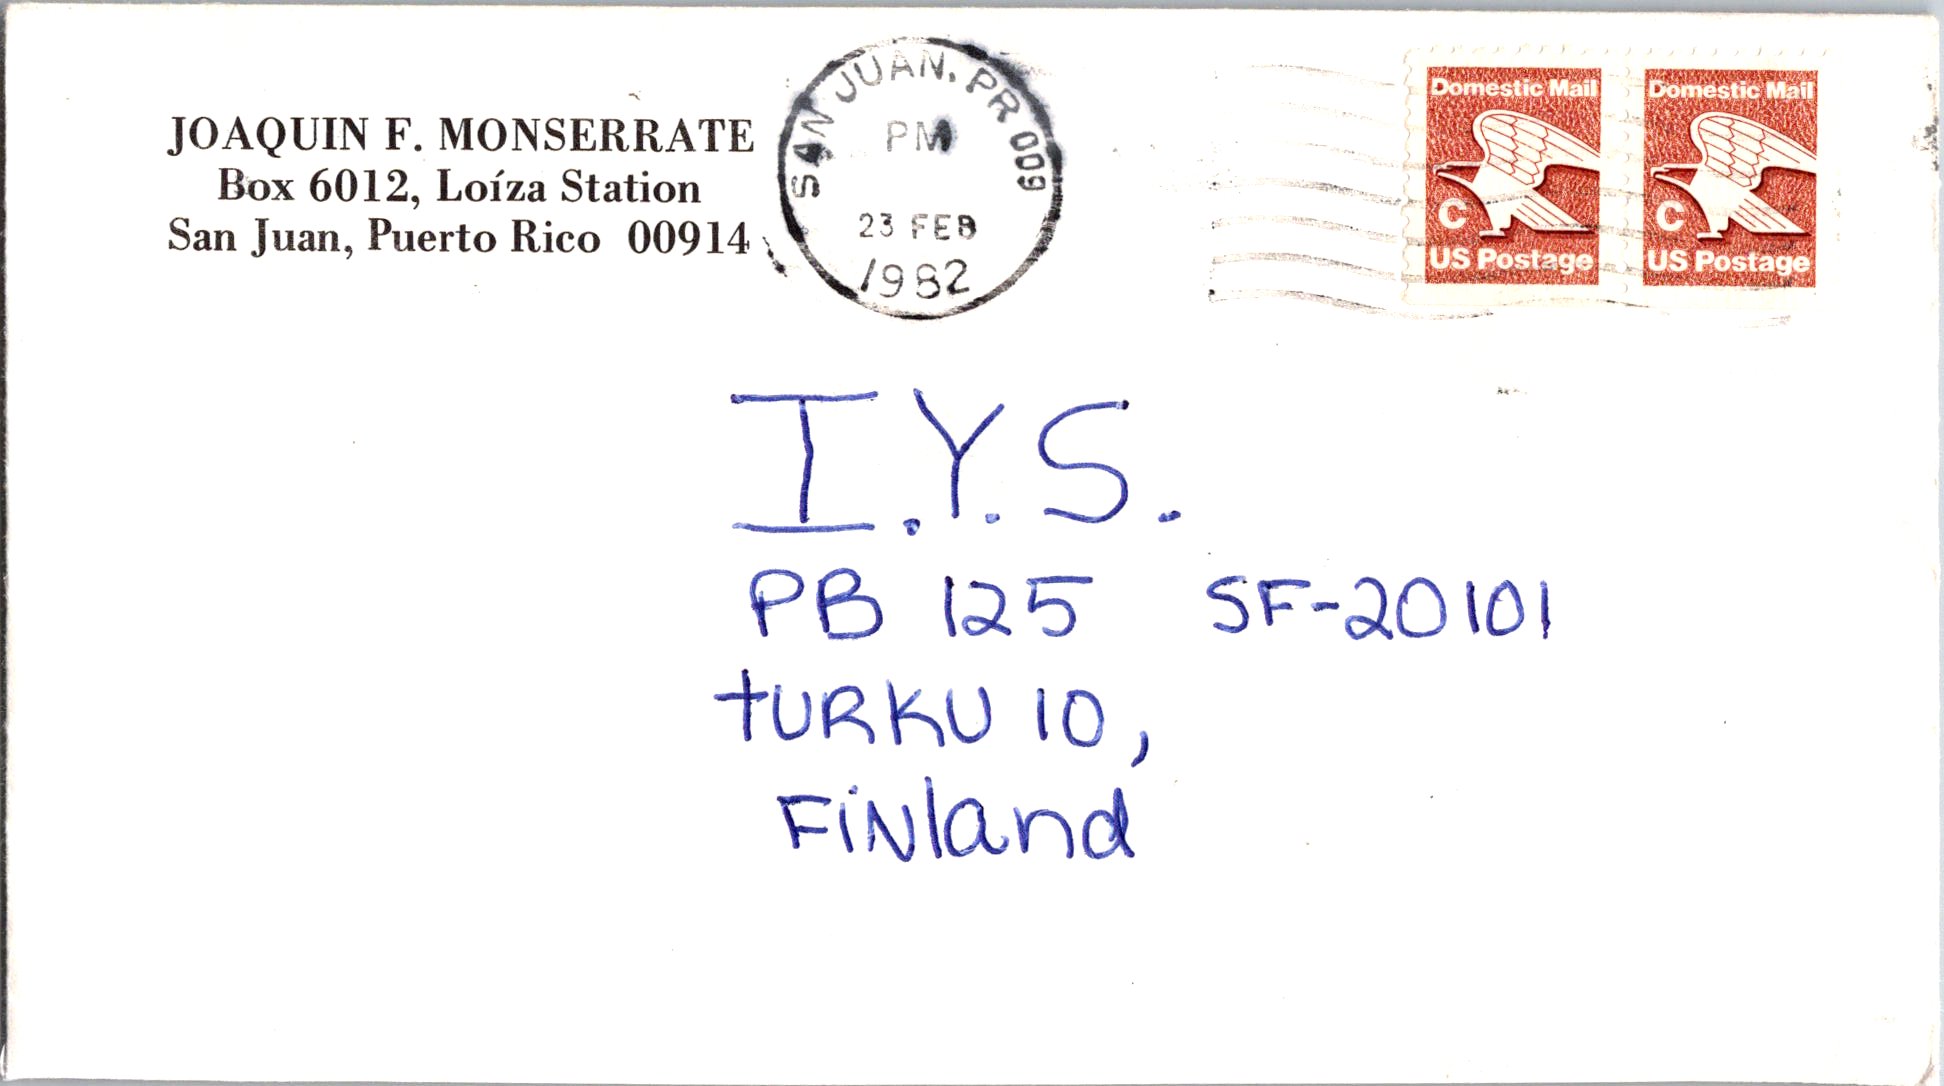 JOAQUIN F. MONSERRATE
Box 6012, Loíza Station
San Juan, Puerto Rico 00914
SAN JUAN, PR 009
PM
23 FEB
1982
Domestic Mail
C
US Postage
Domestic Mail
C
US Postage
I.Y.S.
PB 125 SF-20101
TURKU 10,
FiNland